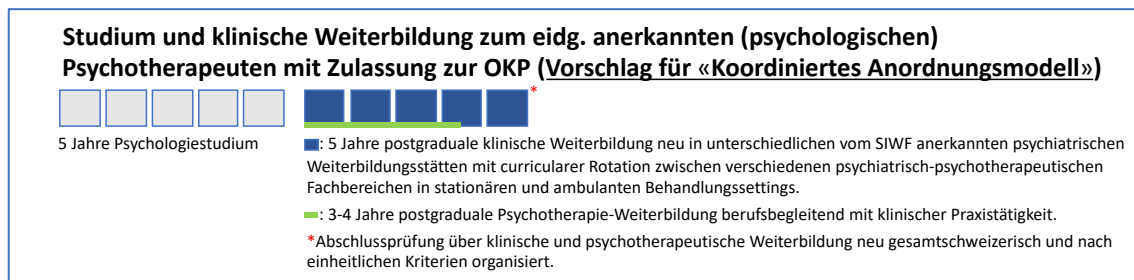 Studium und klinische Weiterbildung zum eidg. anerkannten (psychologischen)
Psychotherapeuten mit Zulassung zur OKP (Vorschlag für «Koordiniertes Anordnungsmodell»)
*
5 Jahre Psychologiestudium
: 5 Jahre postgraduale klinische Weiterbildung neu in unterschiedlichen vom SIWF anerkannten psychiatrischen
Weiterbildungsstätten mit curricularer Rotation zwischen verschiedenen psychiatrisch-psychotherapeutischen
Fachbereichen in stationären und ambulanten Behandlungssettings.
: 3-4 Jahre postgraduale Psychotherapie-Weiterbildung berufsbegleitend mit klinischer Praxistätigkeit.
*Abschlussprüfung über klinische und psychotherapeutische Weiterbildung neu gesamtschweizerisch und nach
einheitlichen Kriterien organisiert.